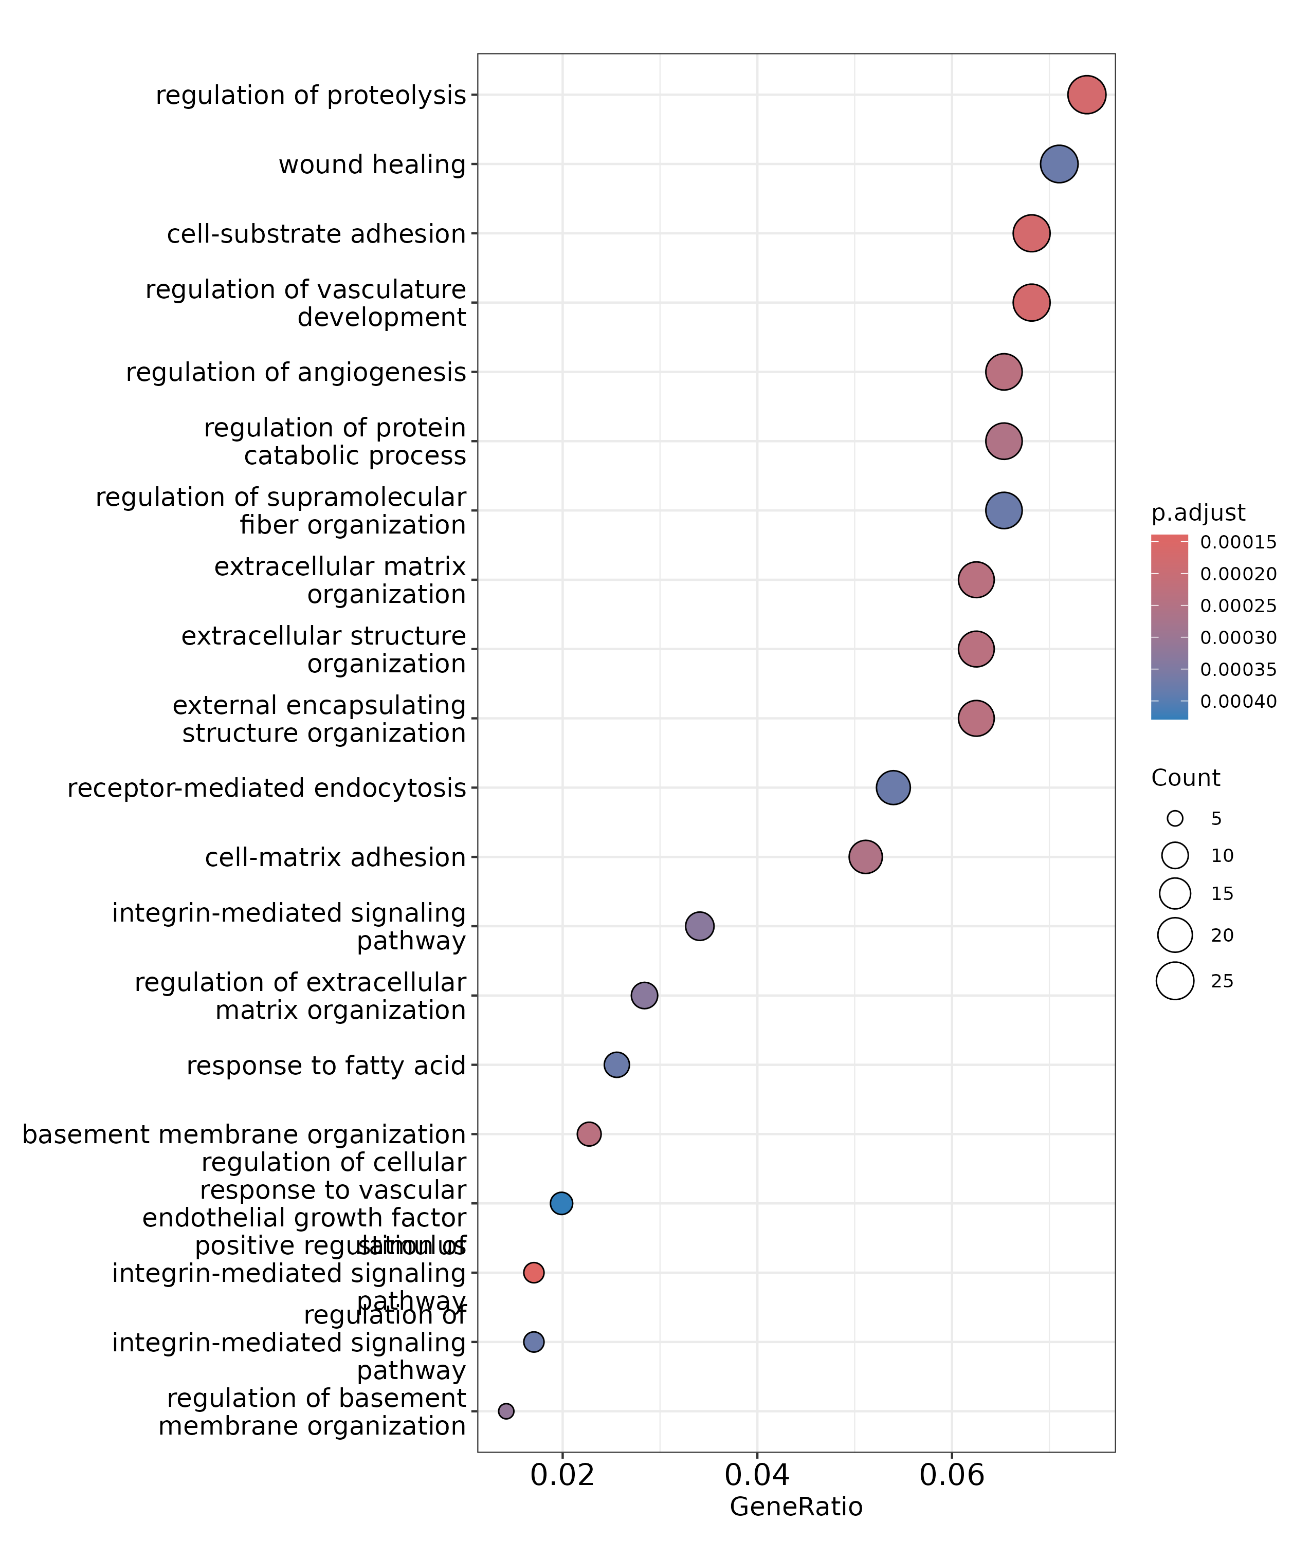 regulation of proteolysis
wound healing
cell-substrate adhesion
regulation of vasculature
development
regulation of angiogenesis
regulation of protein
catabolic process
regulation of supramolecular
fiber organization
extracellular matrix
organization
extracellular structure
organization
external encapsulating
structure organization
receptor-mediated endocytosis
cell-matrix adhesion
integrin-mediated signaling
pathway
regulation of extracellular
matrix organization
response to fatty acid
basement membrane organization
regulation of cellular
response to vascular
endothelial growth factor
stimulus
positive regulation of
integrin-mediated signaling
pathway
regulation of
integrin-mediated signaling
pathway
regulation of basement
membrane organization
0.02 0.04 0.06
GeneRatio
p.adjust
0.00015
0.00020
0.00025
0.00030
0.00035
0.00040
Count
5
10
15
20
25